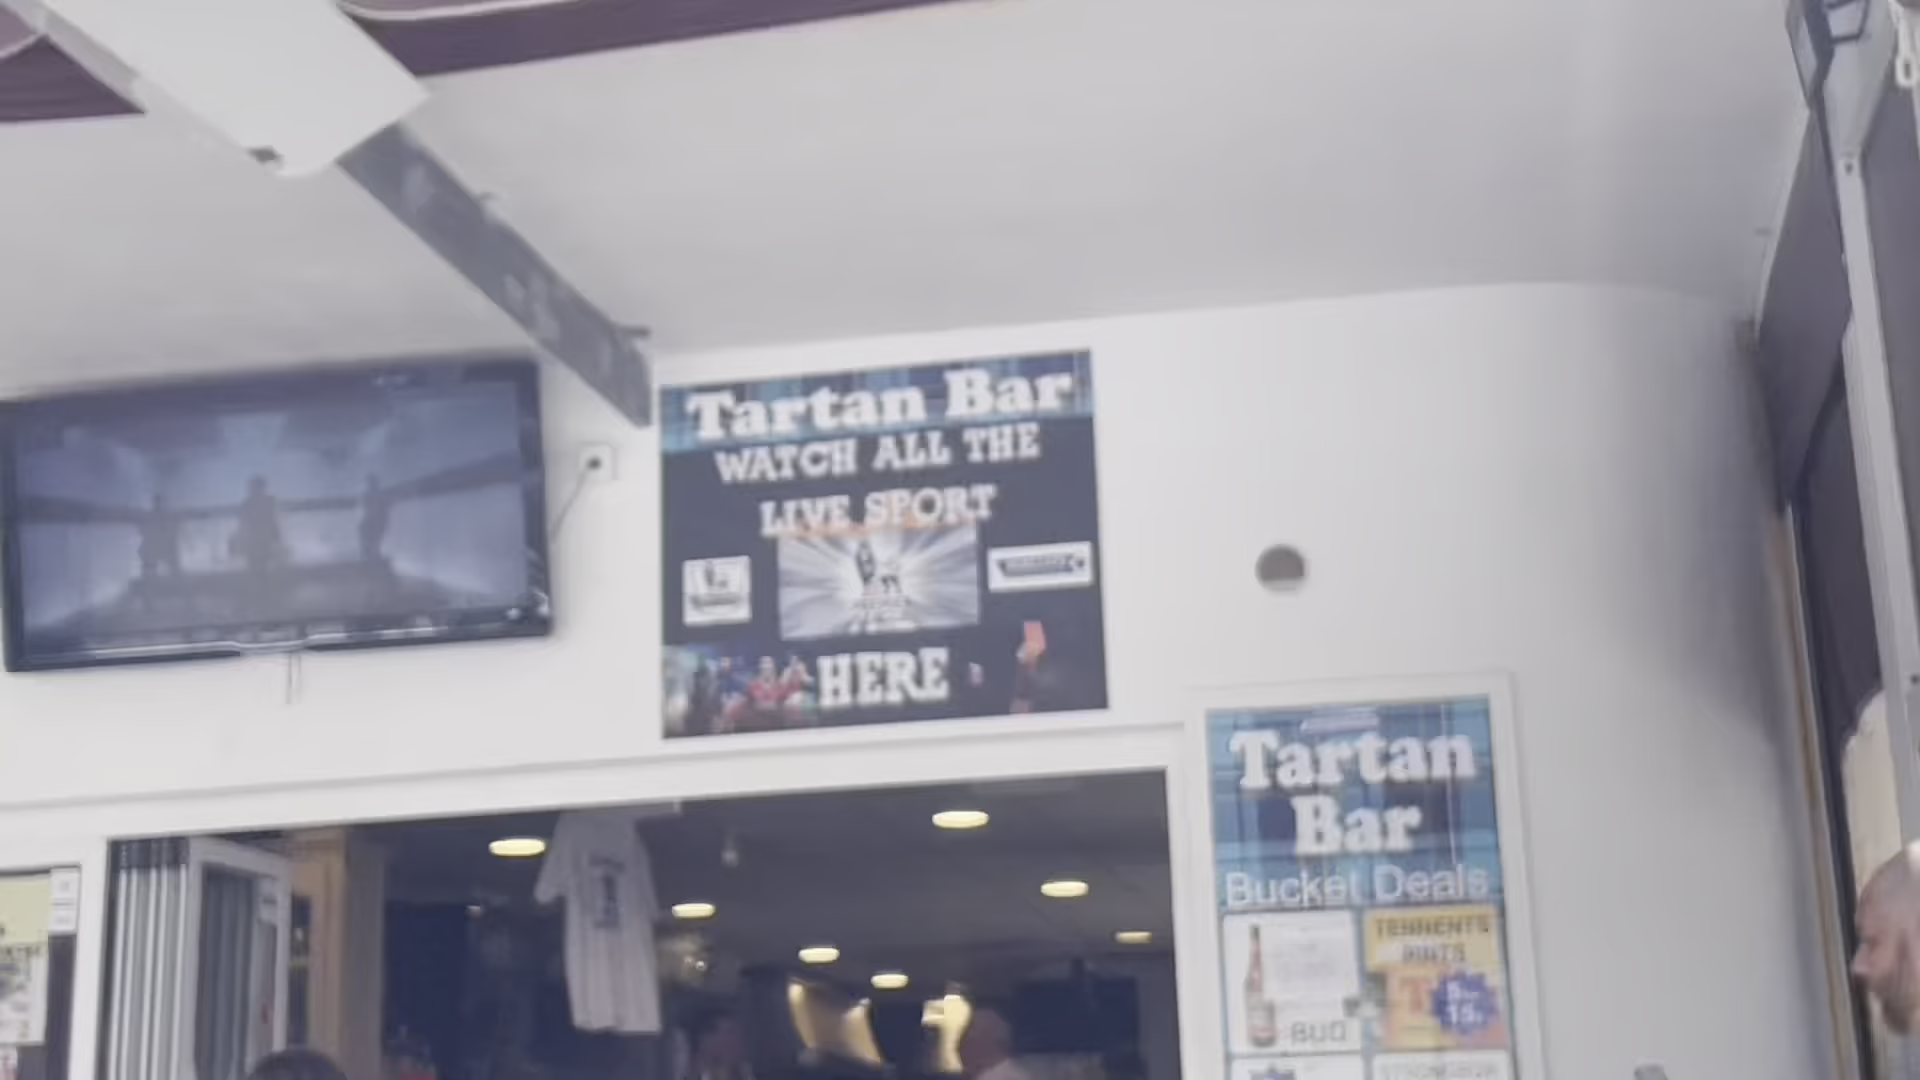 Tartan Bar
WATCH ALL THE
LIVE SPORT
HERE
Tartan
Bar
Bucket Deals
TENNENTS
PINTS
T
BUD